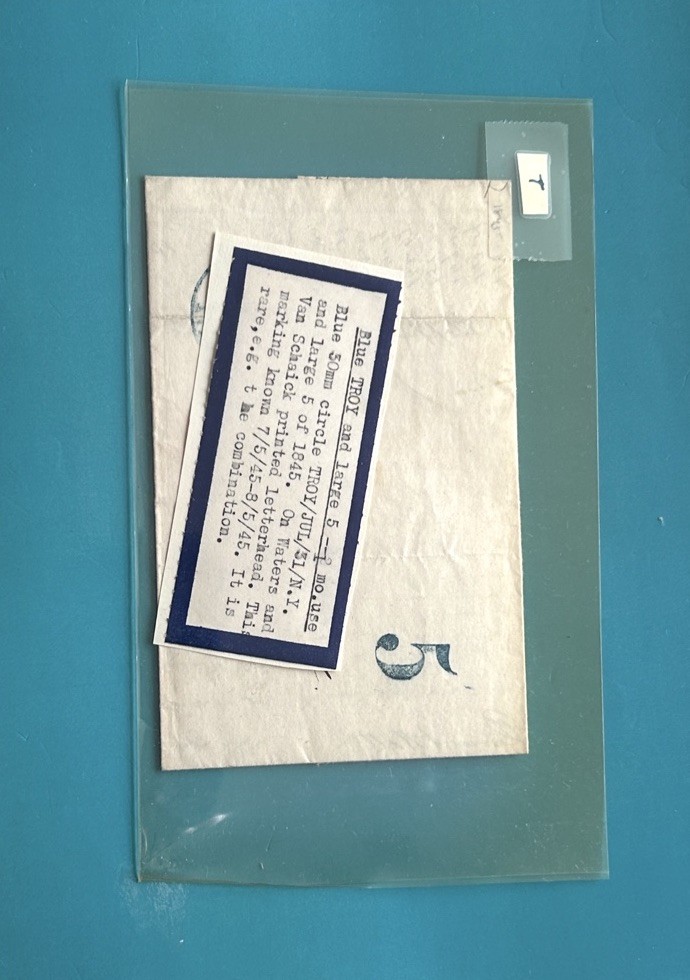 T
Blue TROY and large 5 --1 mo.use
Blue 30mm circle TROY/JUL/31/N.Y.
and large 5 of 1845. On Waters and
Van Schaick printed letterhead. This
marking known 7/5/45-8/5/45. It is
rare,e.g. t he combination.
5